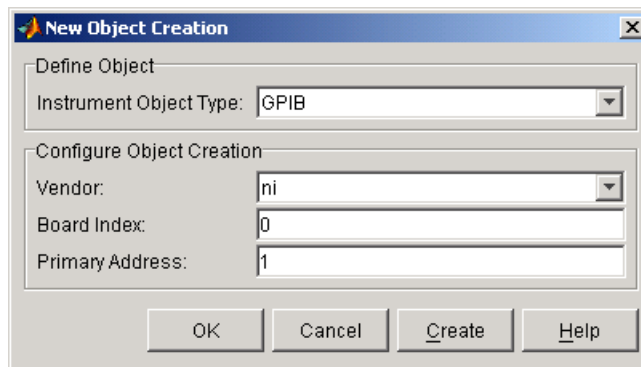 New Object Creation
Define Object
Instrument Object Type: GPIB
Configure Object Creation
Vendor: ni
Board Index: 0
Primary Address: 1
OK Cancel Create Help